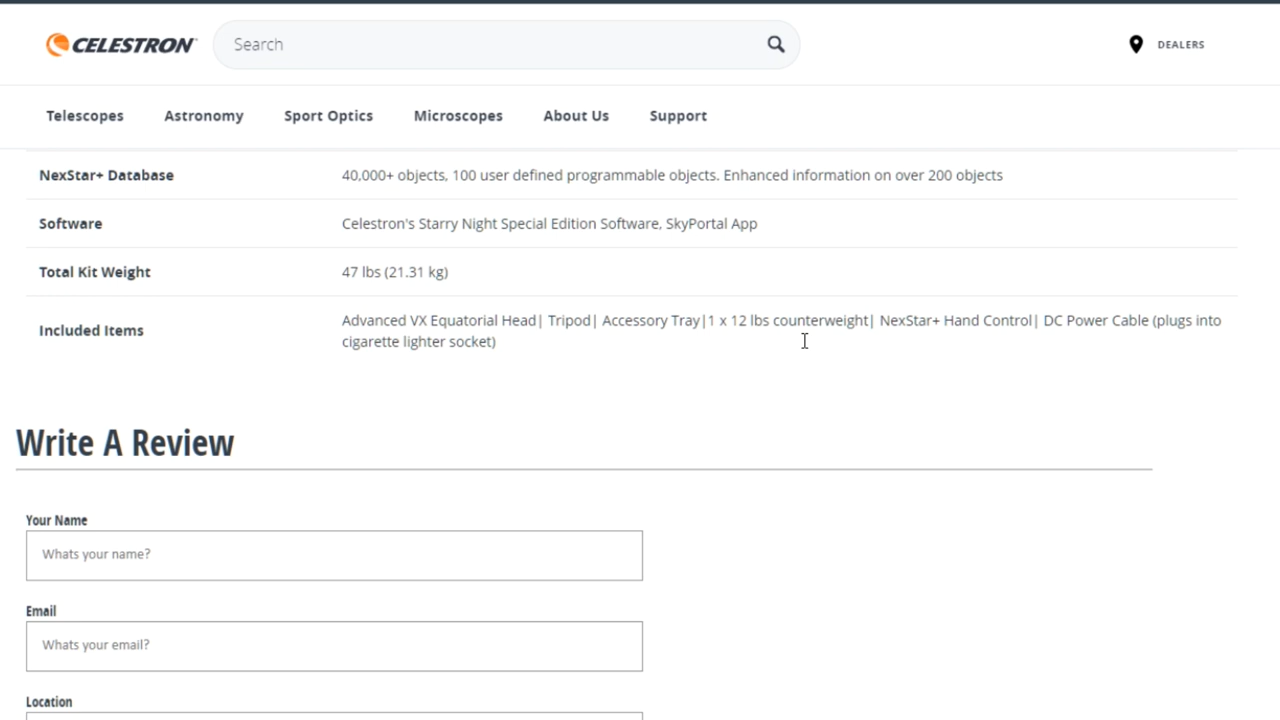 CELESTRON
Search
DEALERS
Telescopes Astronomy Sport Optics Microscopes About Us Support
NexStar+ Database 40,000+ objects, 100 user defined programmable objects. Enhanced information on over 200 objects
Software Celestron's Starry Night Special Edition Software, SkyPortal App
Total Kit Weight 47 lbs (21.31 kg)
Included Items Advanced VX Equatorial Head| Tripod| Accessory Tray|1 x 12 lbs counterweight| NexStar+ Hand Control| DC Power Cable (plugs into
cigarette lighter socket)
Write A Review
Your Name
Whats your name?
Email
Whats your email?
Location